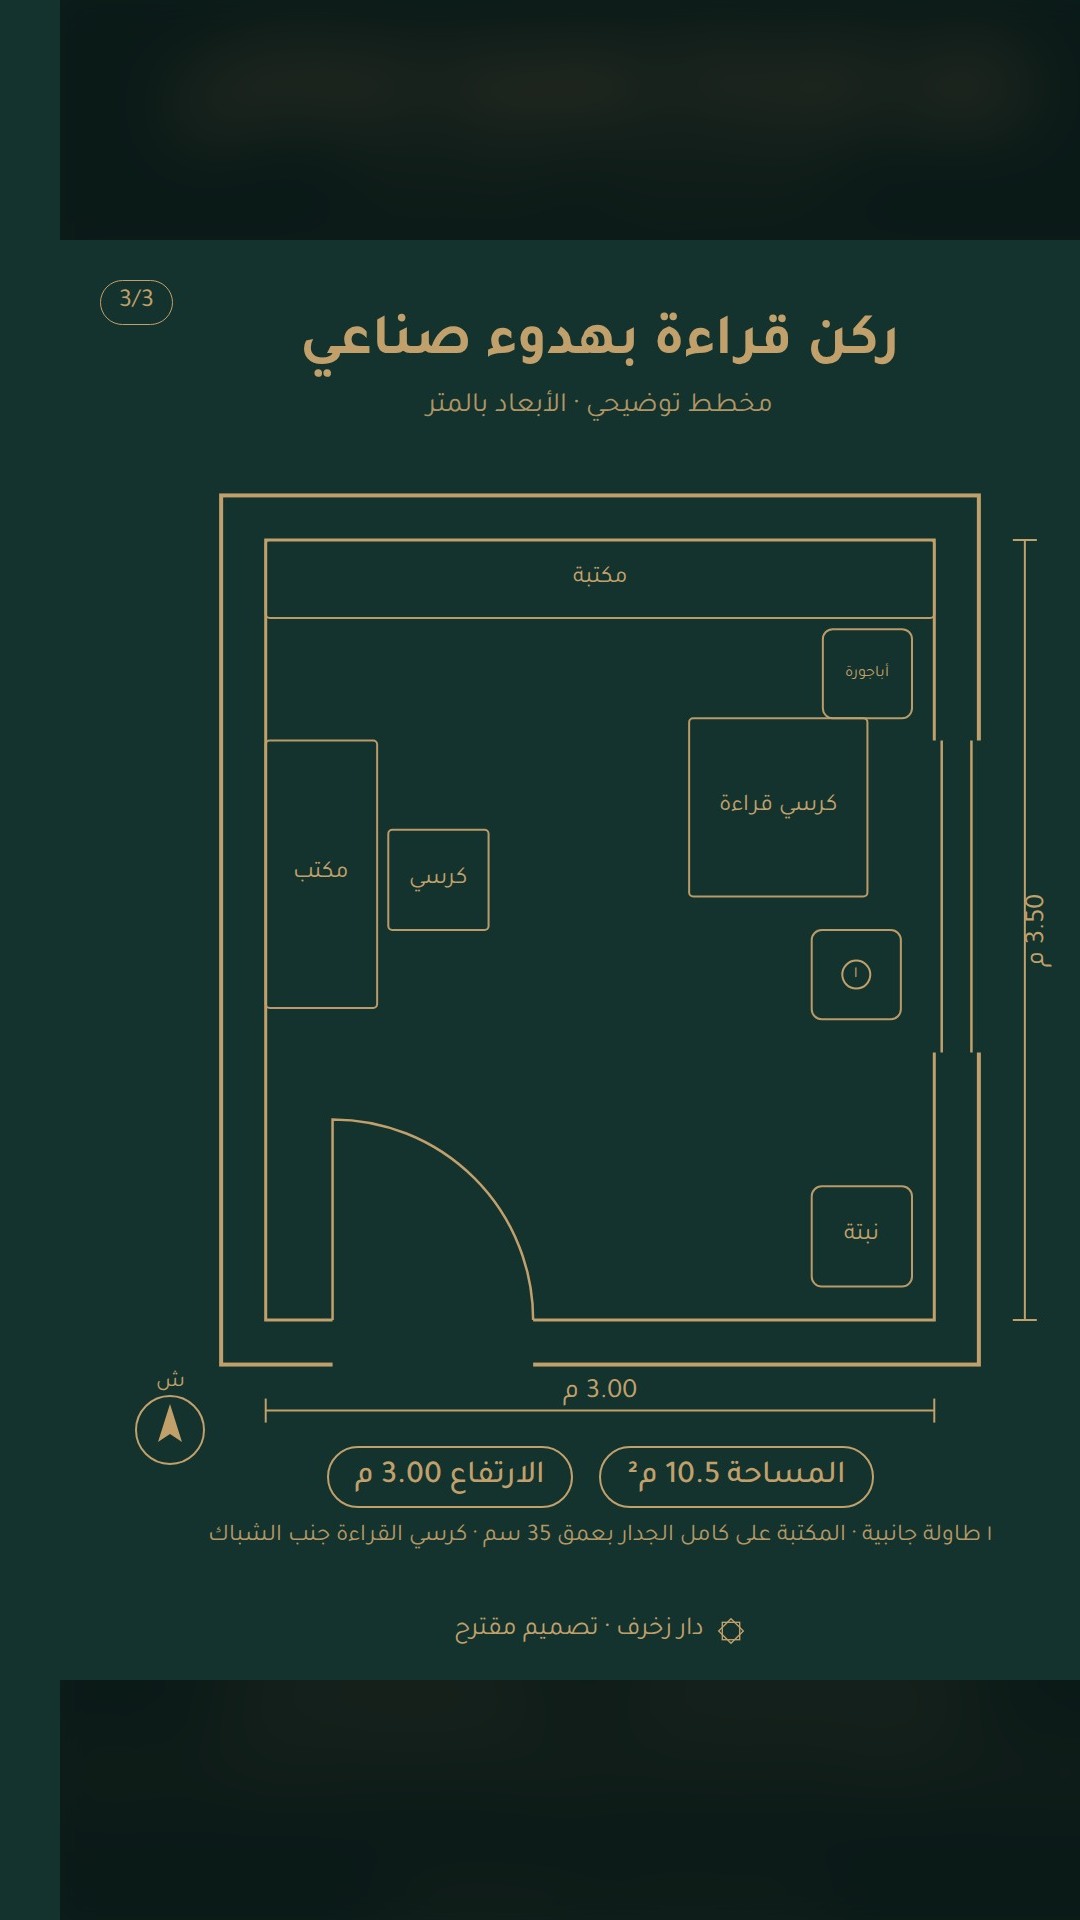 3/3
ركن قراءة بهدوء صناعي
مخطط توضيحي · الأبعاد بالمتر
مكتبة
أباجورة
كرسي قراءة
مكتب
كرسي
3.50 م
١
نبتة
ش
3.00 م
المساحة 10.5 م²
الارتفاع 3.00 م
١ طاولة جانبية · المكتبة على كامل الجدار بعمق 35 سم · كرسي القراءة جنب الشباك
دار زخرف · تصميم مقترح